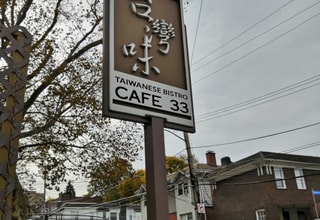 台
灣
味
TAIWANESE BISTRO
CAFE 33